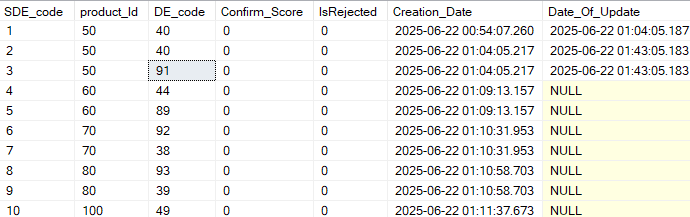 SDE_code product_Id DE_code Confirm_Score IsRejected Creation_Date Date_Of_Update
1 50 40 0 0 2025-06-22 00:54:07.260 2025-06-22 01:04:05.187
2 50 40 0 0 2025-06-22 01:04:05.217 2025-06-22 01:43:05.183
3 50 91 0 0 2025-06-22 01:04:05.217 2025-06-22 01:43:05.183
4 60 44 0 0 2025-06-22 01:09:13.157 NULL
5 60 89 0 0 2025-06-22 01:09:13.157 NULL
6 70 92 0 0 2025-06-22 01:10:31.953 NULL
7 70 38 0 0 2025-06-22 01:10:31.953 NULL
8 80 93 0 0 2025-06-22 01:10:58.703 NULL
9 80 39 0 0 2025-06-22 01:10:58.703 NULL
10 100 49 0 0 2025-06-22 01:11:37.673 NULL